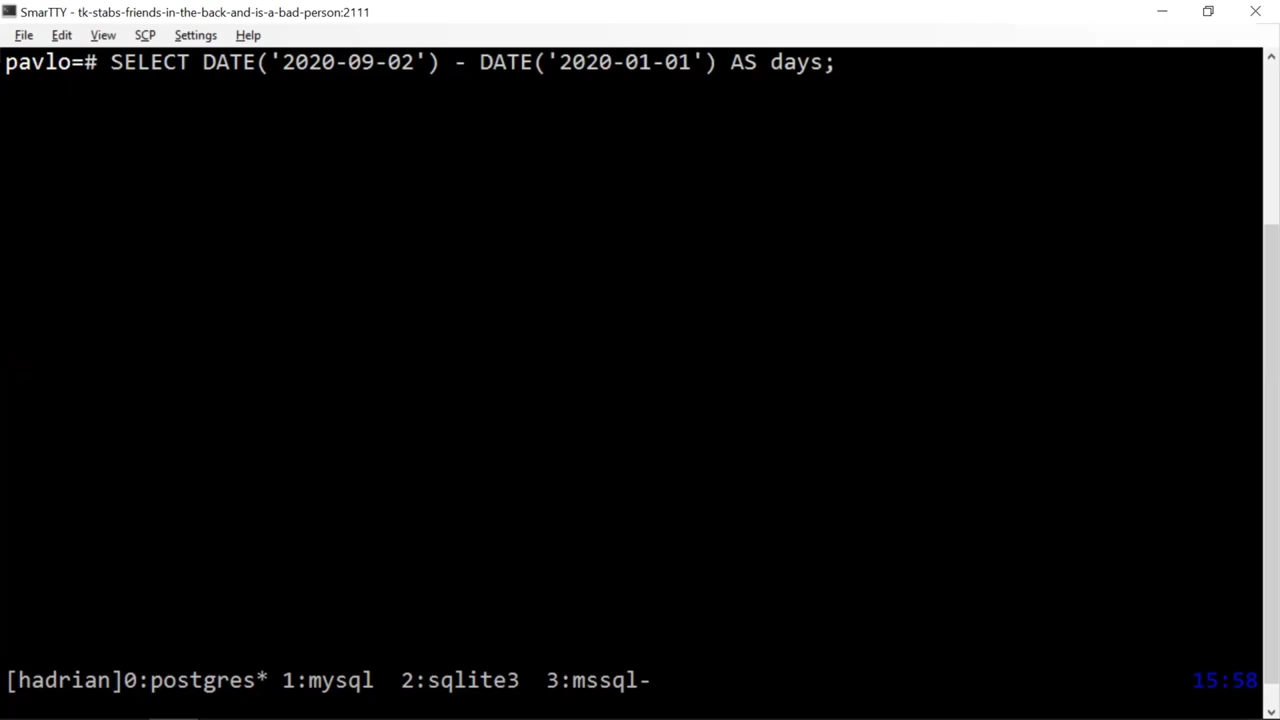 SmarTTY - tk-stabs-friends-in-the-back-and-is-a-bad-person:2111
File Edit View SCP Settings Help
pavlo=# SELECT DATE('2020-09-02') - DATE('2020-01-01') AS days;
[hadrian]0:postgres* 1:mysql  2:sqlite3  3:mssql- 15:58